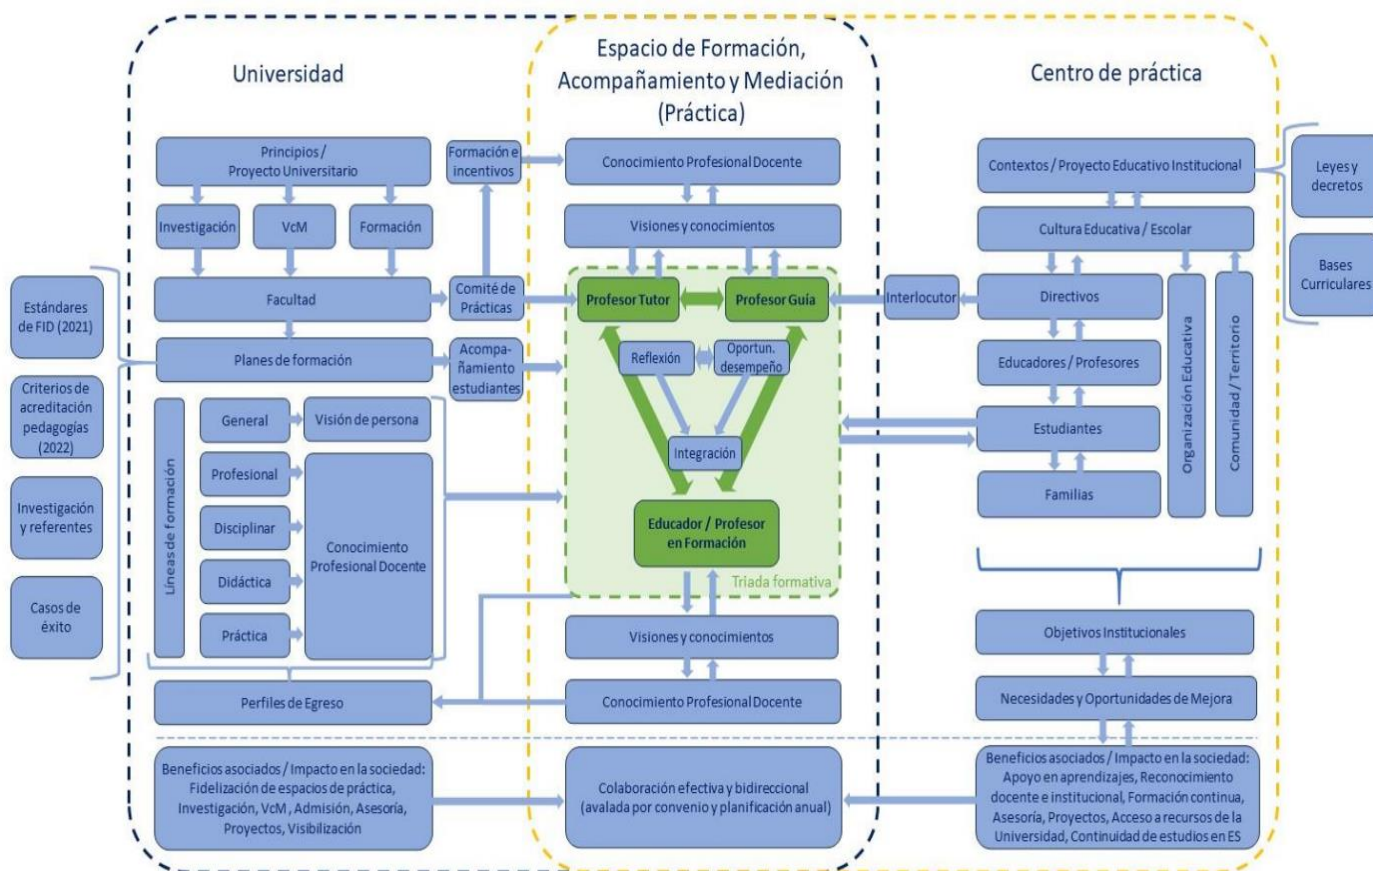 Universidad
Espacio de Formación,
Acompañamiento y Mediación
(Práctica)
Centro de práctica
Principios /
Proyecto Universitario
Investigación
VcM
Formación
Facultad
Planes de formación
Formación e
incentivos
Comité de
Prácticas
Acompa-
ñamiento
estudiantes
Estándares
de FID (2021)
Criterios de
acreditación
pedagogías
(2022)
Investigación
y referentes
Casos de
éxito
Líneas de formación
General
Visión de persona
Profesional
Disciplinar
Didáctica
Práctica
Conocimiento
Profesional Docente
Perfiles de Egreso
Beneficios asociados / Impacto en la sociedad:
Fidelización de espacios de práctica,
Investigación, VcM, Admisión, Asesoría,
Proyectos, Visibilización
Conocimiento Profesional Docente
Visiones y conocimientos
Profesor Tutor
Profesor Guía
Reflexión
Oportun.
desempeño
Integración
Educador / Profesor
en Formación
Triada formativa
Visiones y conocimientos
Conocimiento Profesional Docente
Colaboración efectiva y bidireccional
(avalada por convenio y planificación anual)
Contextos / Proyecto Educativo Institucional
Cultura Educativa / Escolar
Interlocutor
Directivos
Educadores / Profesores
Estudiantes
Familias
Organización Educativa
Comunidad / Territorio
Leyes y
decretos
Bases
Curriculares
Objetivos Institucionales
Necesidades y Oportunidades de Mejora
Beneficios asociados / Impacto en la sociedad:
Apoyo en aprendizajes, Reconocimiento
docente e institucional, Formación continua,
Asesoría, Proyectos, Acceso a recursos de la
Universidad, Continuidad de estudios en ES